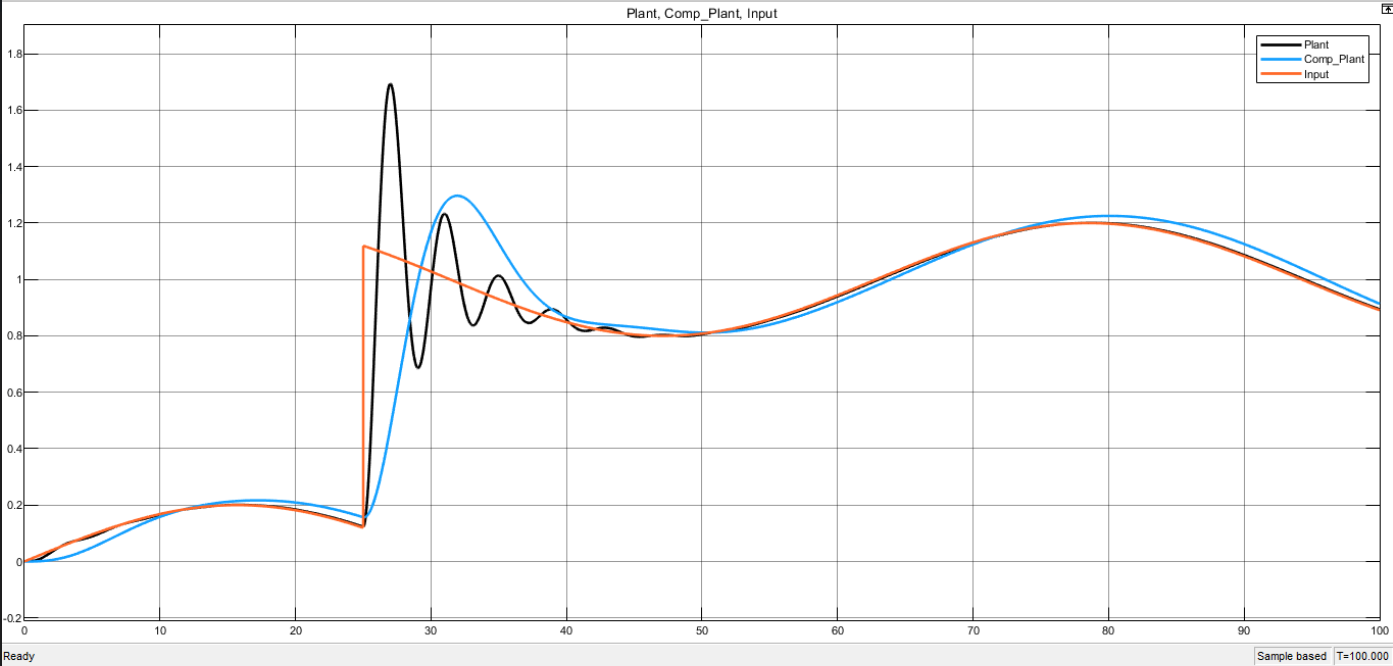 Plant, Comp_Plant, Input
Plant
Comp_Plant
Input
1.8
1.6
1.4
1.2
1
0.8
0.6
0.4
0.2
0
-0.2
0 10 20 30 40 50 60 70 80 90 100
Ready Sample based T=100.000